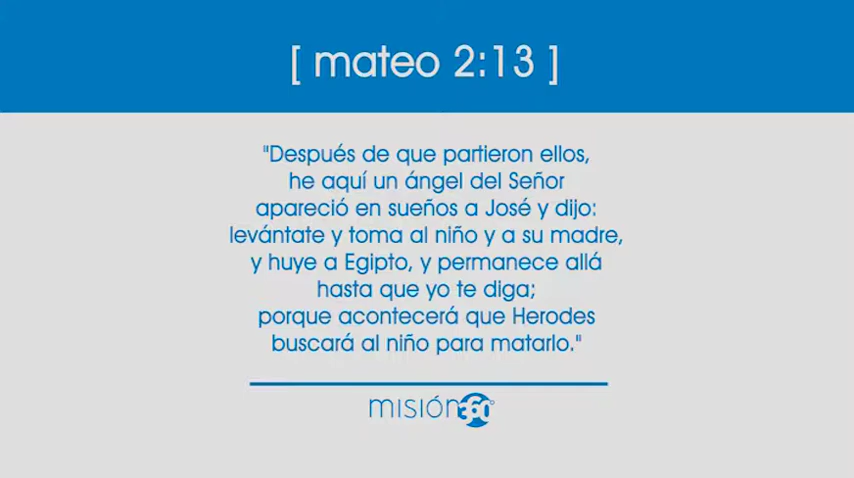 [ mateo 2:13 ]
"Después de que partieron ellos,
he aquí un ángel del Señor
apareció en sueños a José y dijo:
levántate y toma al niño y a su madre,
y huye a Egipto, y permanece allá
hasta que yo te diga;
porque acontecerá que Herodes
buscará al niño para matarlo."
misión360°